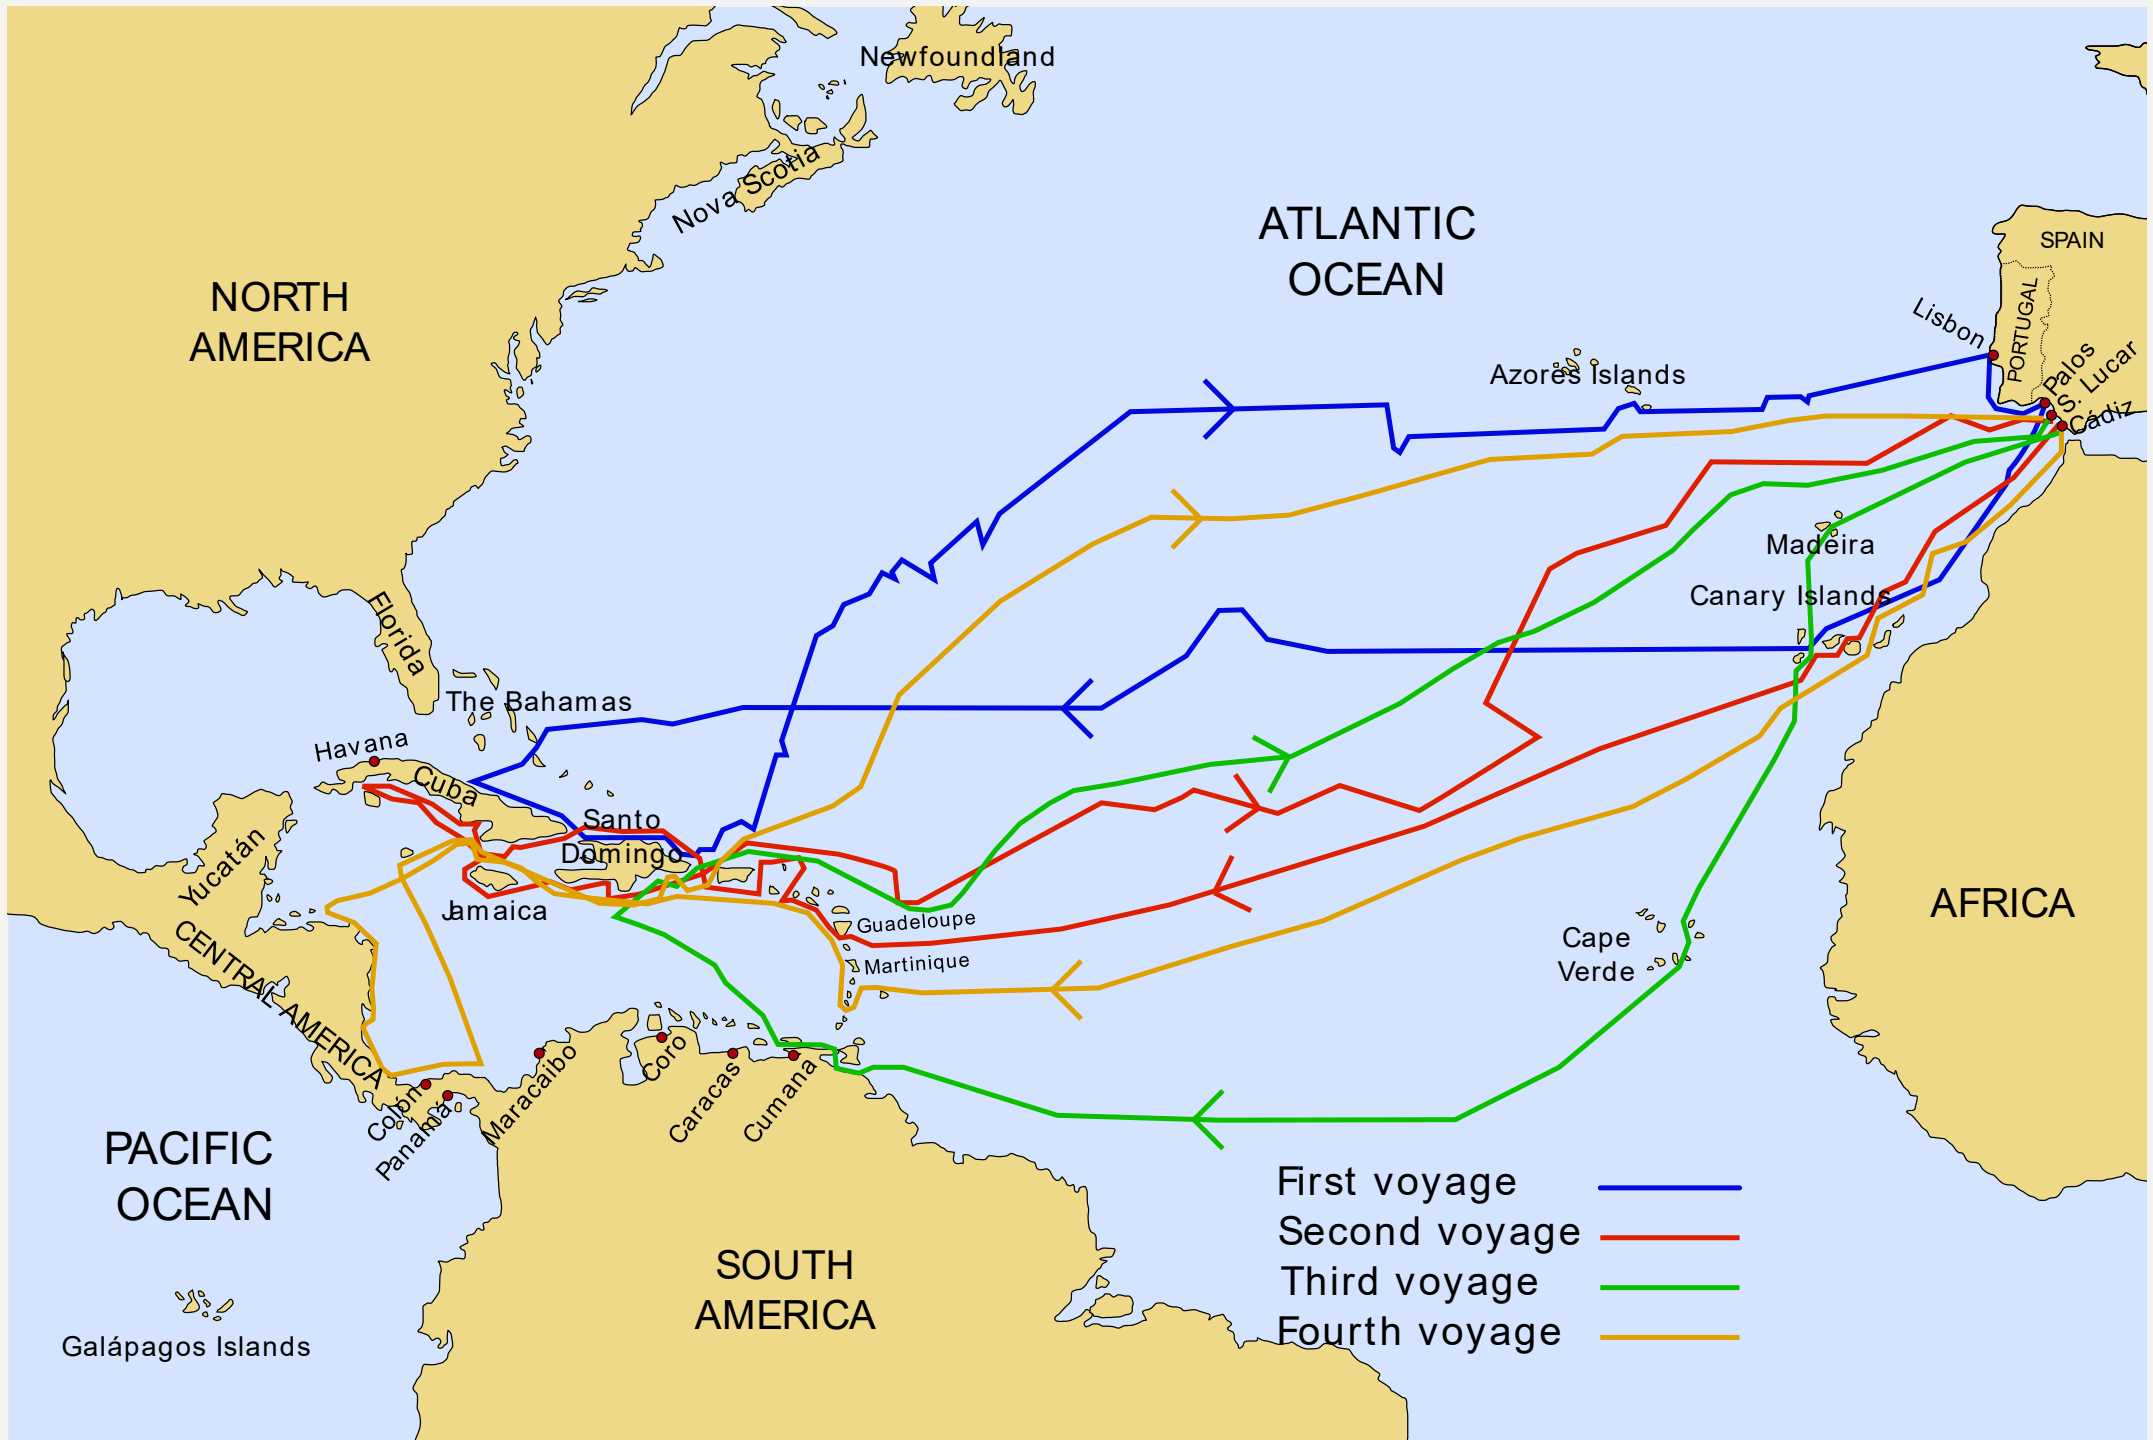 Newfoundland
Nova Scotia
ATLANTIC
OCEAN
SPAIN
NORTH
AMERICA
PORTUGAL
Lisbon
Palos
S. Lucar
Cádiz
Azores Islands
Madeira
Canary Islands
Florida
The Bahamas
Havana
Cuba
Santo
Domingo
Yucatán
Jamaica
Guadeloupe
Martinique
AFRICA
Cape
Verde
CENTRAL AMERICA
Colón
Panamá
Maracaibo
Coro
Caracas
Cumana
PACIFIC
OCEAN
First voyage
Second voyage
Third voyage
Fourth voyage
SOUTH
AMERICA
Galápagos Islands